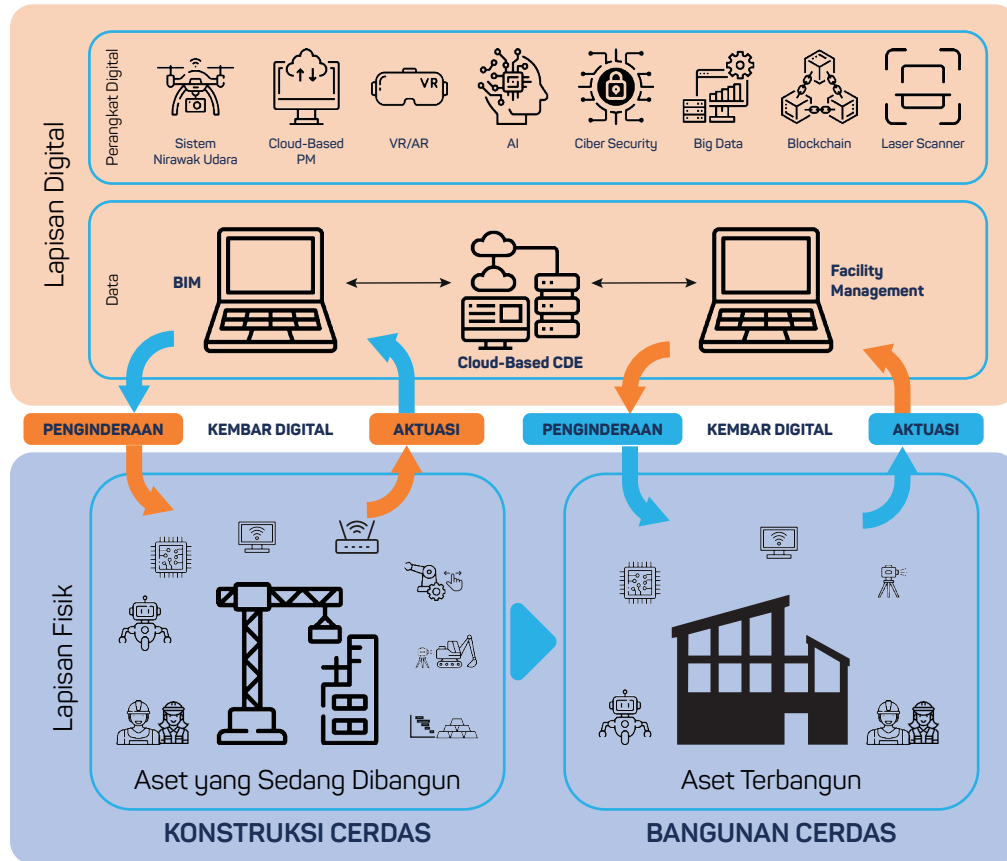 Lapisan Digital
Perangkat Digital
VR
Sistem
Nirawak Udara
Cloud-Based
PM
VR/AR
AI
Ciber Security
Big Data
Blockchain
Laser Scanner
Data
BIM
Cloud-Based CDE
Facility
Management
PENGINDERAAN
KEMBAR DIGITAL
AKTUASI
PENGINDERAAN
KEMBAR DIGITAL
AKTUASI
Lapisan Fisik
Aset yang Sedang Dibangun
Aset Terbangun
KONSTRUKSI CERDAS
BANGUNAN CERDAS